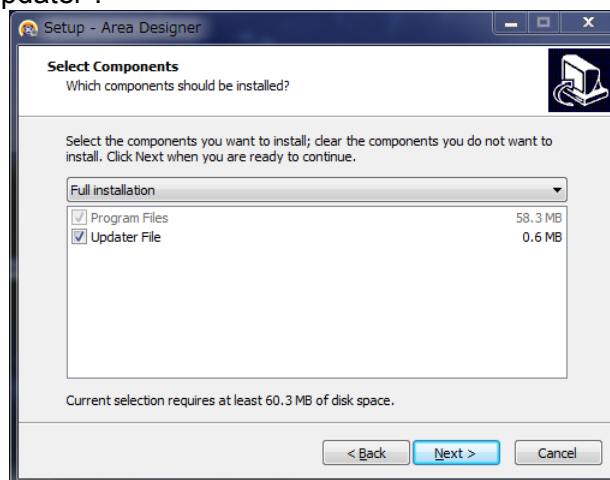 pdater".
Setup - Area Designer
Select Components
Which components should be installed?
Select the components you want to install; clear the components you do not want to
install. Click Next when you are ready to continue.
Full installation
Program Files 58.3 MB
Updater File 0.6 MB
Current selection requires at least 60.3 MB of disk space.
< Back Next > Cancel